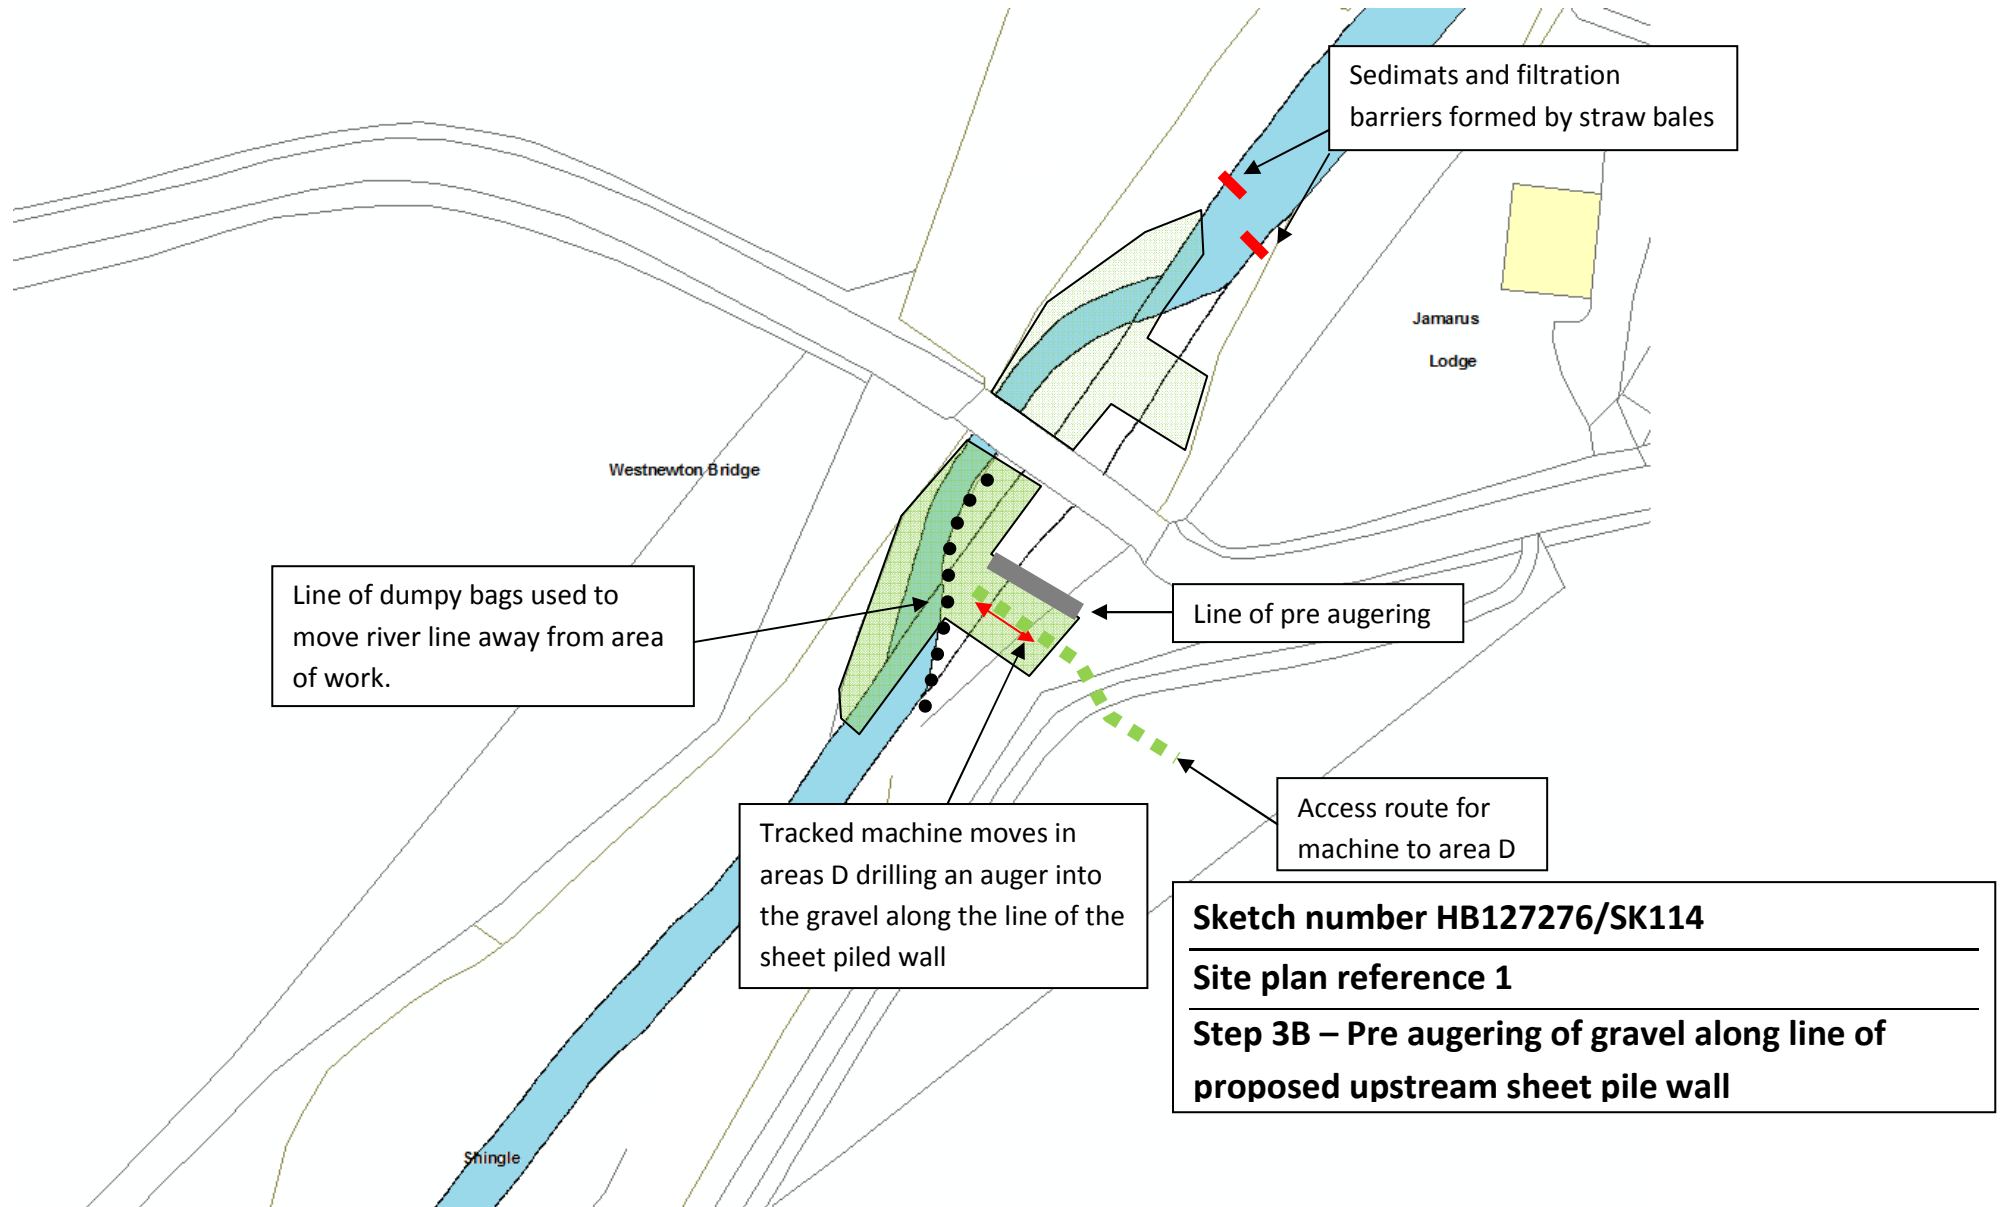 Sedimats and filtration
barriers formed by straw bales
Jamarus
Lodge
Westnewton Bridge
Line of dumpy bags used to
move river line away from area
of work.
Line of pre augering
Access route for
machine to area D
Tracked machine moves in
areas D drilling an auger into
the gravel along the line of the
sheet piled wall
Sketch number HB127276/SK114
Site plan reference 1
Step 3B – Pre augering of gravel along line of
proposed upstream sheet pile wall
Shingle